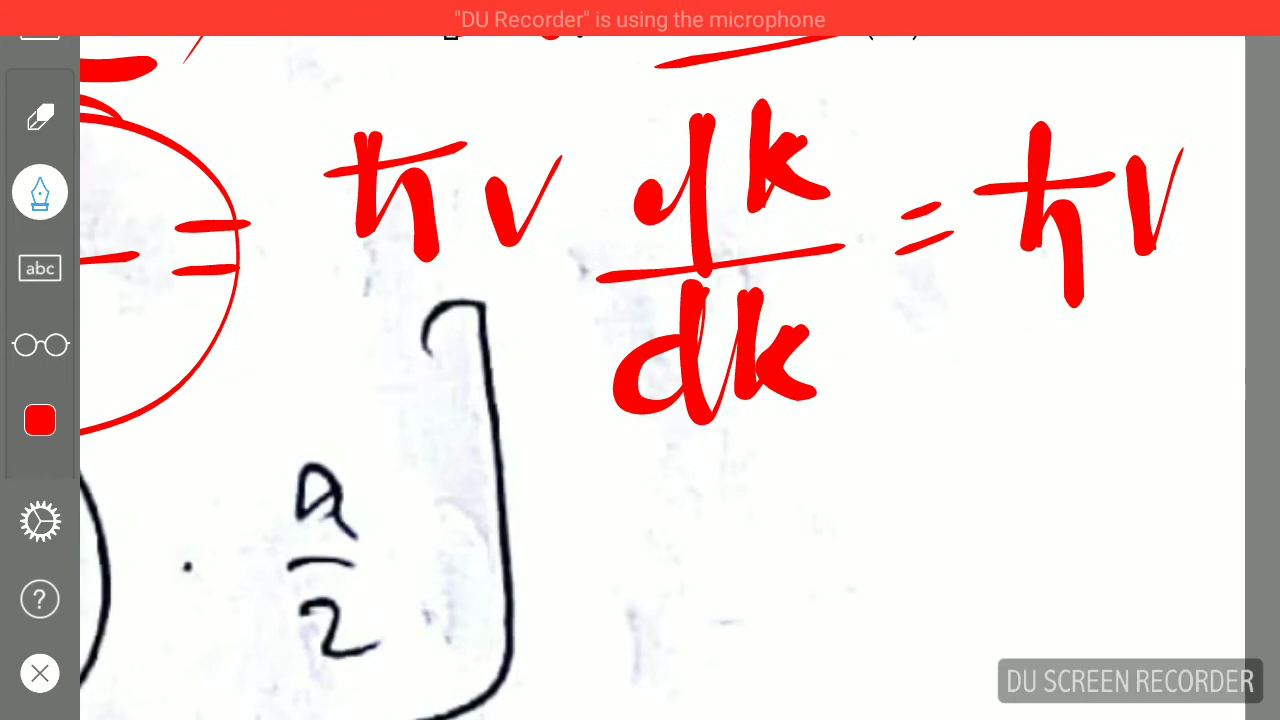 "DU Recorder" is using the microphone
= ħv dk/dk = ħv
abc
· a/2 ]
?
DU SCREEN RECORDER